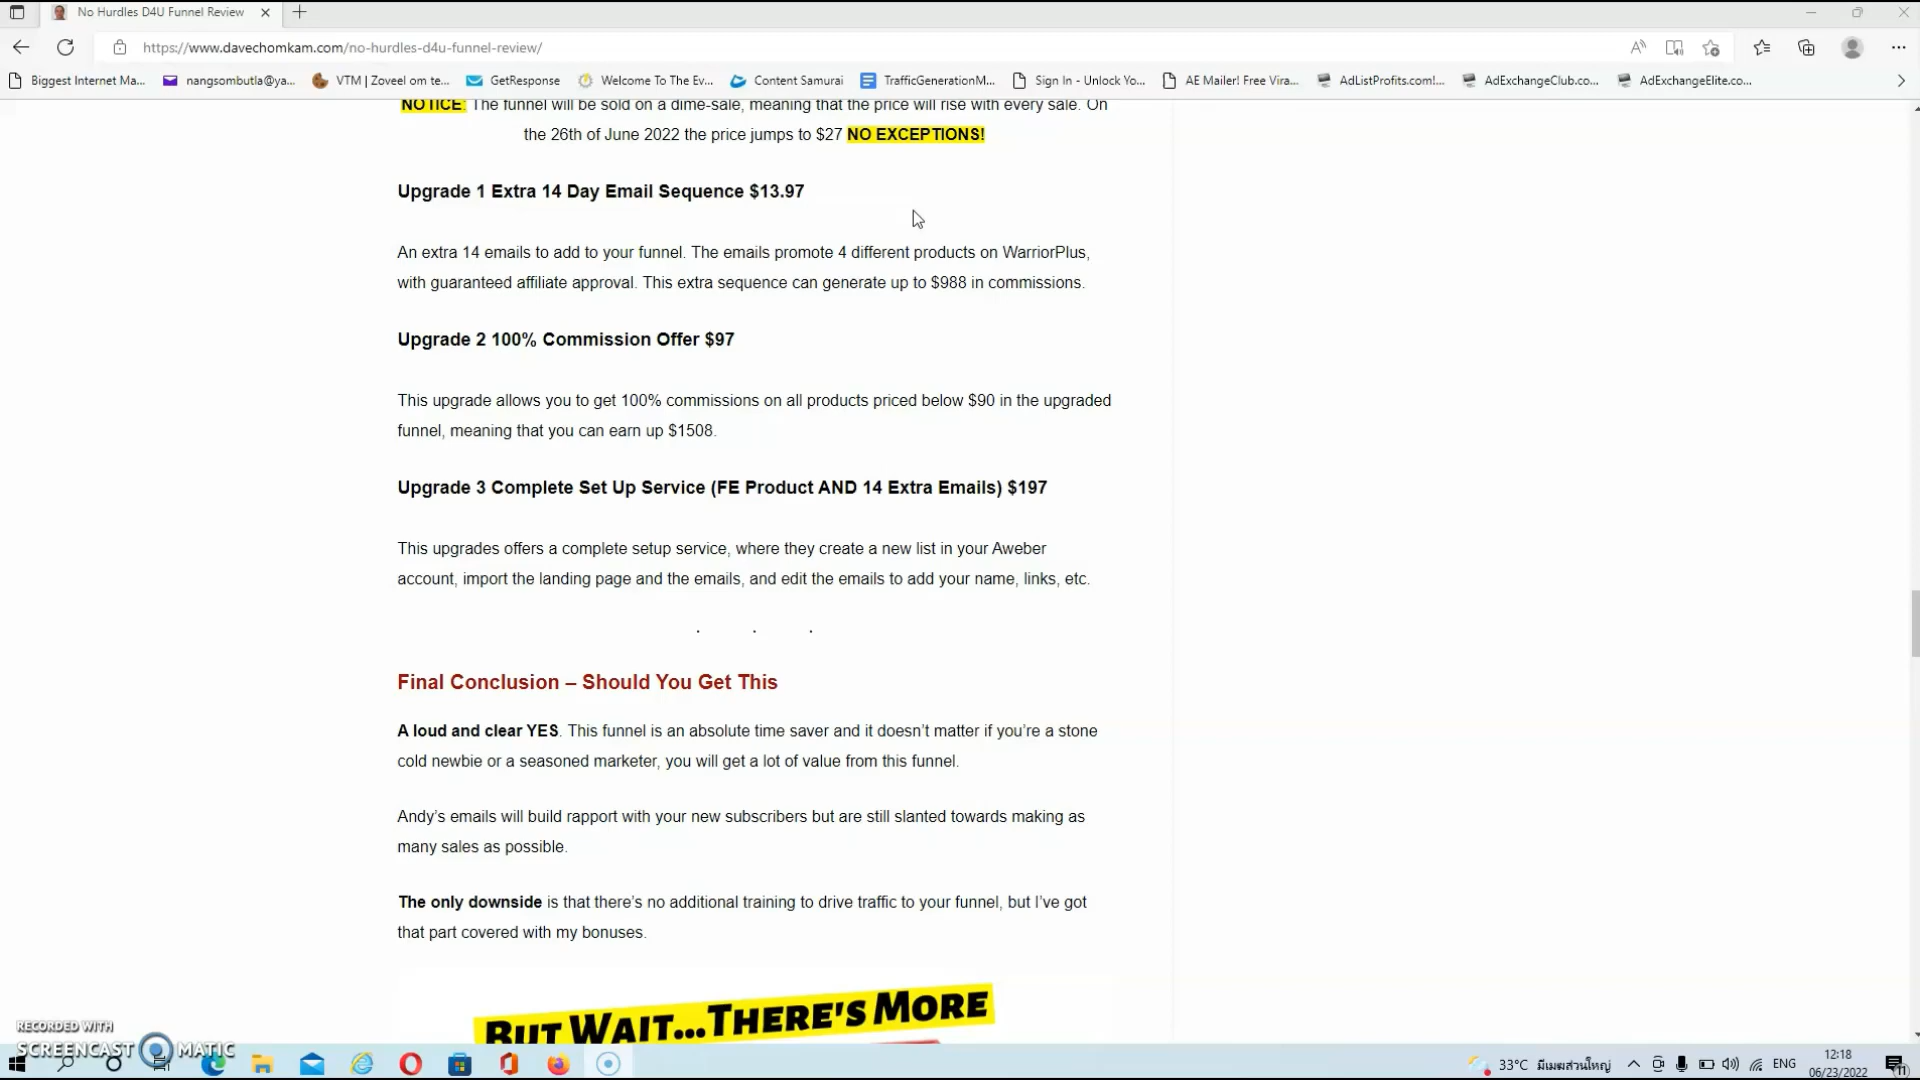 No Hurdles D4U Funnel Review
https://www.davechomkam.com/no-hurdles-d4u-funnel-review/
Biggest Internet Ma... nangsombutla@ya... VTM | Zoveel om te... GetResponse Welcome To The Ev... Content Samurai TrafficGenerationM... Sign In - Unlock Yo... AE Mailer! Free Vira... AdListProfits.com!... AdExchangeClub.co... AdExchangeElite.co...
NOTICE: The funnel will be sold on a dime-sale, meaning that the price will rise with every sale. On
the 26th of June 2022 the price jumps to $27 NO EXCEPTIONS!
Upgrade 1 Extra 14 Day Email Sequence $13.97
An extra 14 emails to add to your funnel. The emails promote 4 different products on WarriorPlus,
with guaranteed affiliate approval. This extra sequence can generate up to $988 in commissions.
Upgrade 2 100% Commission Offer $97
This upgrade allows you to get 100% commissions on all products priced below $90 in the upgraded
funnel, meaning that you can earn up $1508.
Upgrade 3 Complete Set Up Service (FE Product AND 14 Extra Emails) $197
This upgrades offers a complete setup service, where they create a new list in your Aweber
account, import the landing page and the emails, and edit the emails to add your name, links, etc.
. . .
Final Conclusion – Should You Get This
A loud and clear YES. This funnel is an absolute time saver and it doesn't matter if you're a stone
cold newbie or a seasoned marketer, you will get a lot of value from this funnel.
Andy's emails will build rapport with your new subscribers but are still slanted towards making as
many sales as possible.
The only downside is that there's no additional training to drive traffic to your funnel, but I've got
that part covered with my bonuses.
BUT WAIT...THERE'S MORE
RECORDED WITH
SCREENCAST MATIC
33°C มีเมฆส่วนใหญ่ ENG
12:18
06/23/2022
11